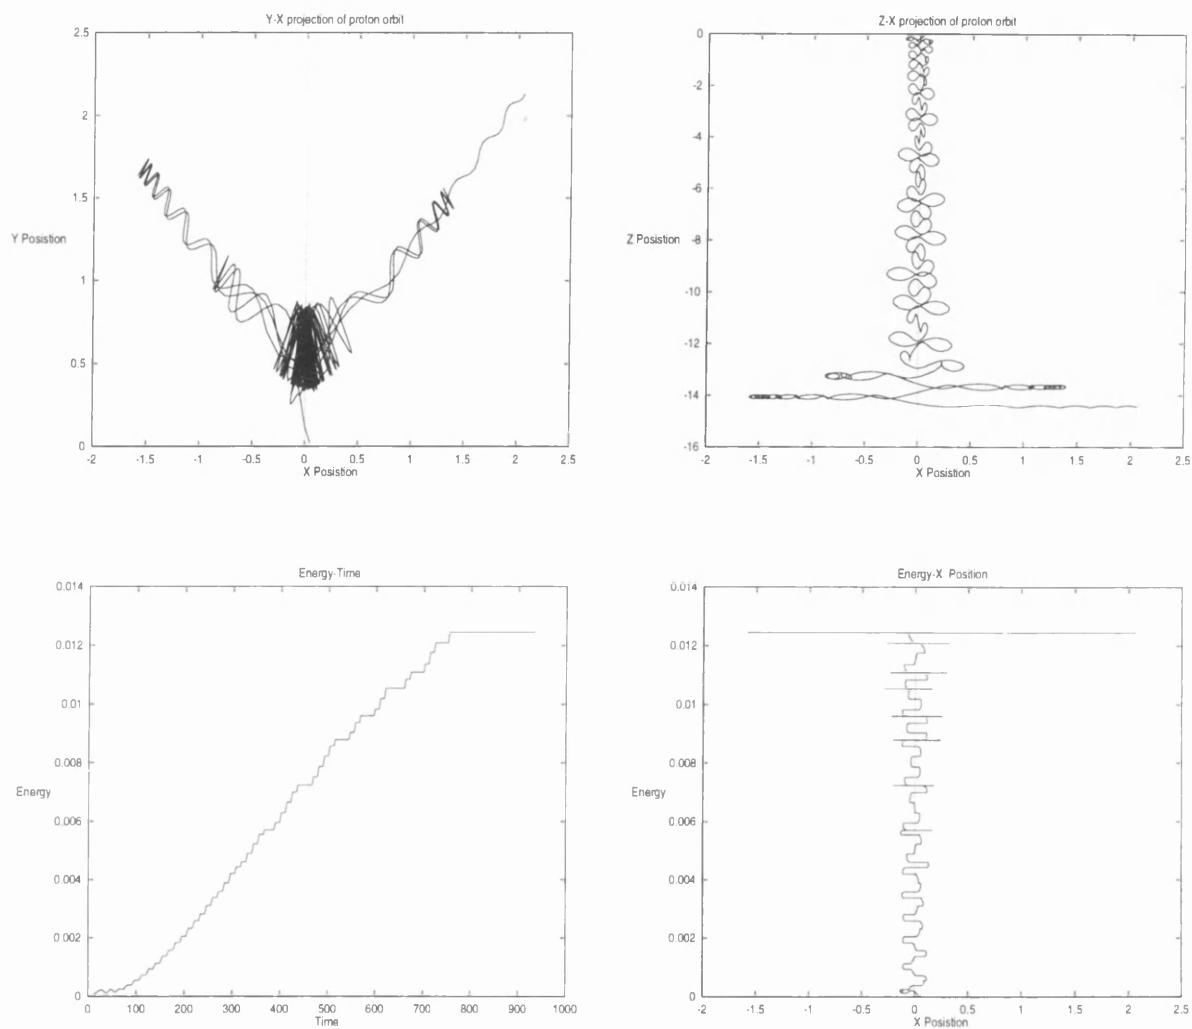 Y-X projection of proton orbit
2.5
2
1.5
Y Posistion
1
0.5
0
-2 -1.5 -1 -0.5 0 0.5 1 1.5 2 2.5
X Posistion
Z-X projection of proton orbit
0
-2
-4
-6
Z Posistion
-8
-10
-12
-14
-16
-2 -1.5 -1 -0.5 0 0.5 1 1.5 2 2.5
X Posistion
Energy-Time
0.014
0.012
0.01
0.008
Energy
0.006
0.004
0.002
0
0 100 200 300 400 500 600 700 800 900 1000
Time
Energy-X Position
0.014
0.012
0.01
0.008
Energy
0.006
0.004
0.002
0
-2 -1.5 -1 -0.5 0 0.5 1 1.5 2 2.5
X Posistion